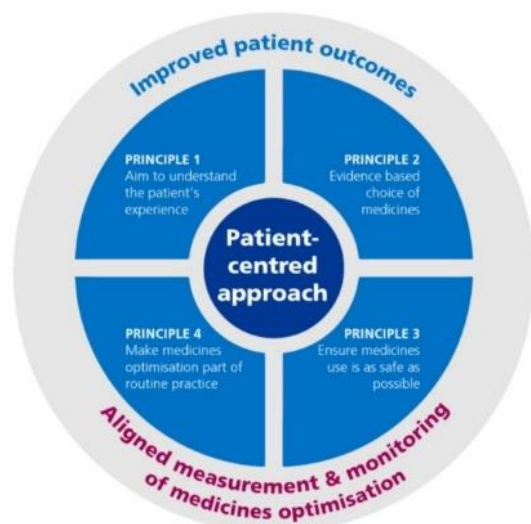 Improved patient outcomes
PRINCIPLE 1
Aim to understand
the patient's
experience
PRINCIPLE 2
Evidence based
choice of
medicines
Patient-
centred
approach
PRINCIPLE 4
Make medicines
optimisation part of
routine practice
PRINCIPLE 3
Ensure medicines
use is as safe as
possible
Aligned measurement & monitoring
of medicines optimisation